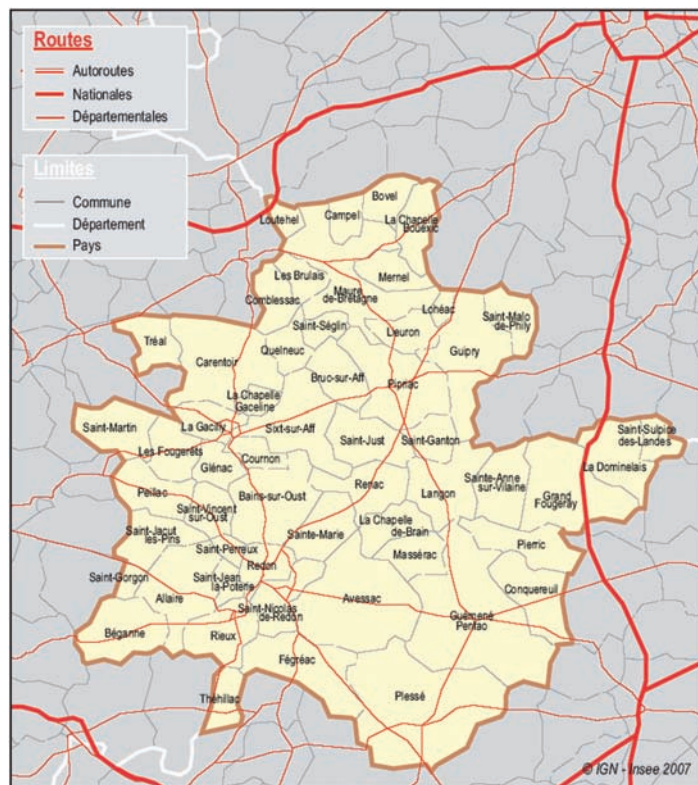 Routes
Autoroutes
Nationales
Départementales
Limites
Commune
Département
Pays
Bovel
Loutehel
Campel
La Chapelle
Bouëxic
Les Brulais
Mernel
Comblessac
Maure
de-Bretagne
Lohéac
Saint-Malo
de-Phily
Saint-Séglin
Lieuron
Tréal
Quelneuc
Guipry
Carentoir
Bruc-sur-Aff
Pipriac
La Chapelle
Gaceline
Saint-Martin
La Gacilly
Sixt-sur-Aff
Saint-Just
Saint-Ganton
Saint-Sulpice
des-Landes
Les Fougerêts
Cournon
Glénac
La Dominelais
Renac
Sainte-Anne
sur-Vilaine
Peillac
Bains-sur-Oust
Langon
Grand
Fougeray
Saint-Vincent
sur-Oust
La Chapelle
de-Brain
Saint-Jacut
les-Pins
Sainte-Marie
Pierric
Saint-Perreux
Massérac
Redon
Saint-Gorgon
Saint-Jean
la-Poterie
Conquereuil
Allaire
Avessac
Saint-Nicolas
de-Redon
Guémené
Penfao
Béganne
Rieux
Fégréac
Théhillac
Plessé
© IGN - Insee 2007